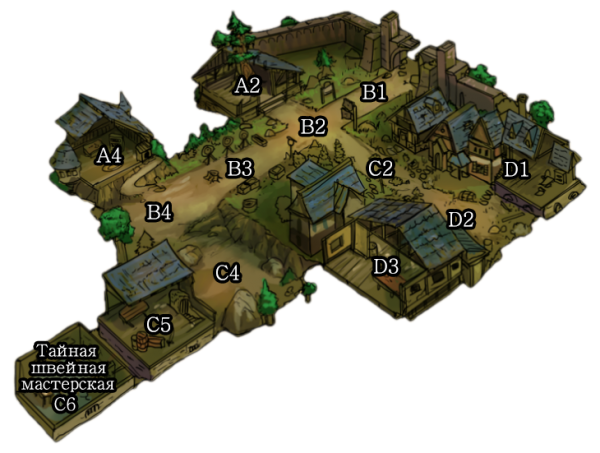 A2
B1
B2
A4
B3
C2
D1
B4
D2
C4
D3
C5
Тайная
швейная
мастерская
C6